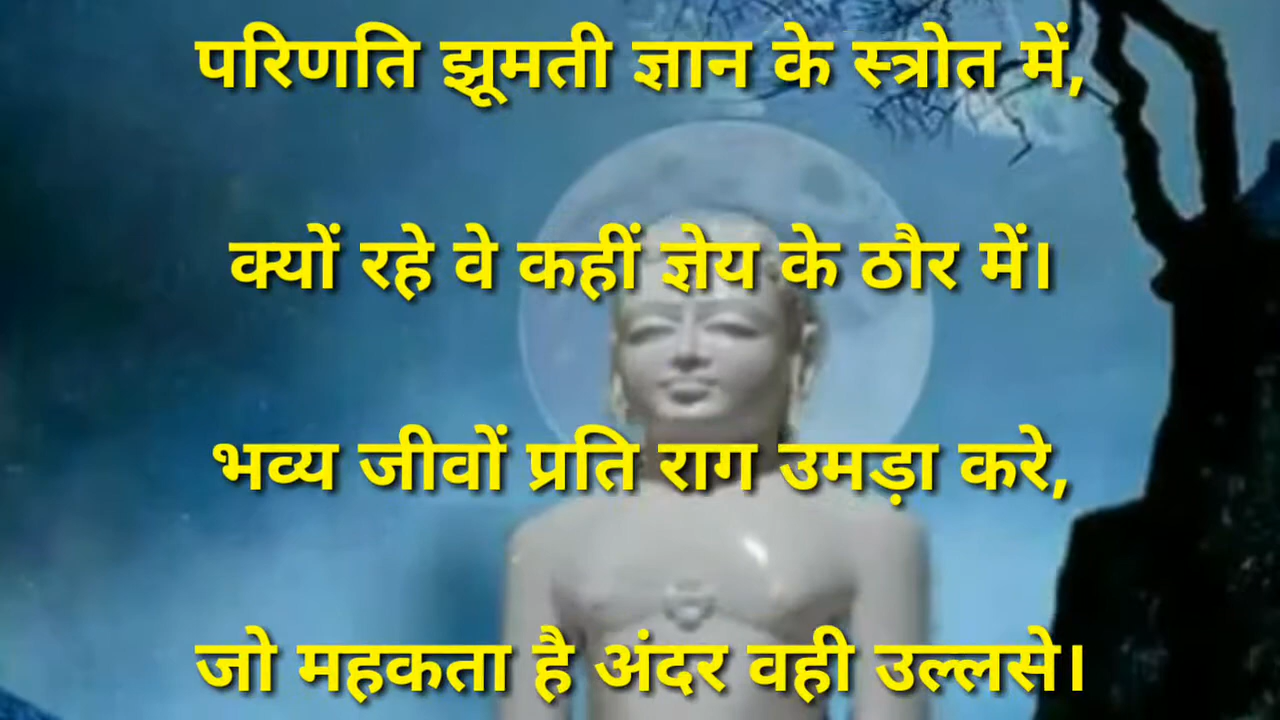 परिणति झूमती ज्ञान के स्त्रोत में,
क्यों रहे वे कहीं ज्ञेय के ठौर में।
भव्य जीवों प्रति राग उमड़ा करे,
जो महकता है अंदर वही उल्लसे।